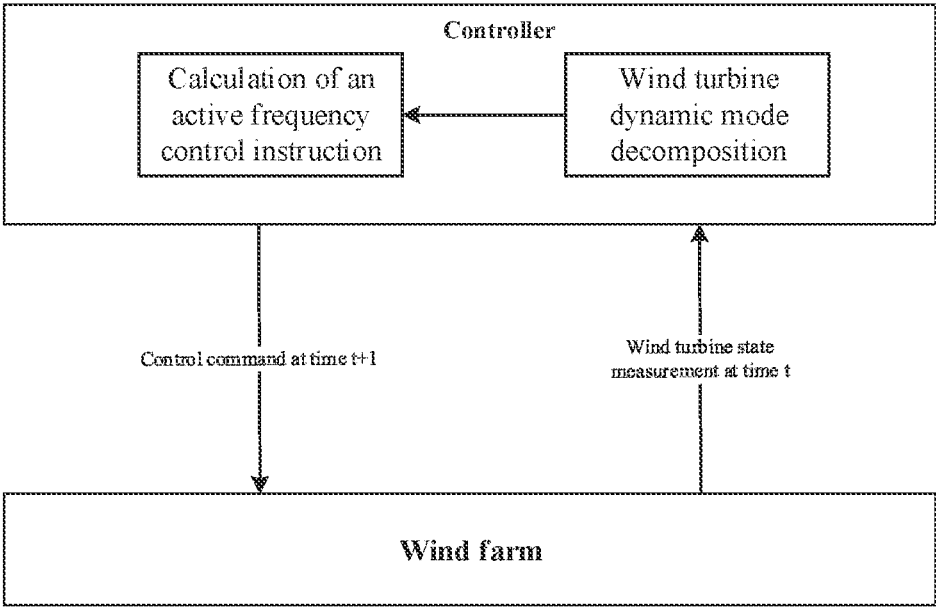 Controller
Calculation of an
active frequency
control instruction
Wind turbine
dynamic mode
decomposition
Control command at time t+1
Wind turbine state
measurement at time t
Wind farm